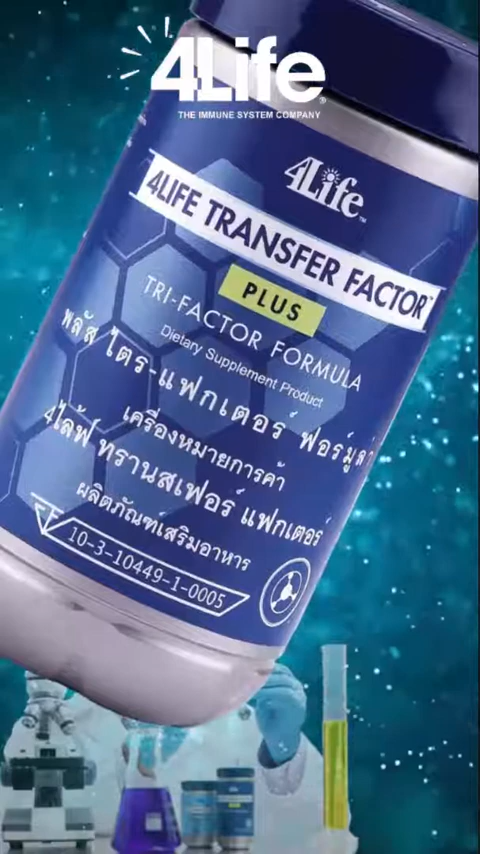 4Life®
THE IMMUNE SYSTEM COMPANY
4Life™
4LIFE TRANSFER FACTOR™
PLUS
TRI-FACTOR FORMULA
Dietary Supplement Product
พลัส ไตร-แฟกเตอร์ ฟอร์มูลา
เครื่องหมายการค้า
4ไล้ฟ์ ทรานสเฟอร์ แฟกเตอร์
ผลิตภัณฑ์เสริมอาหาร
10-3-10449-1-0005
PLUS